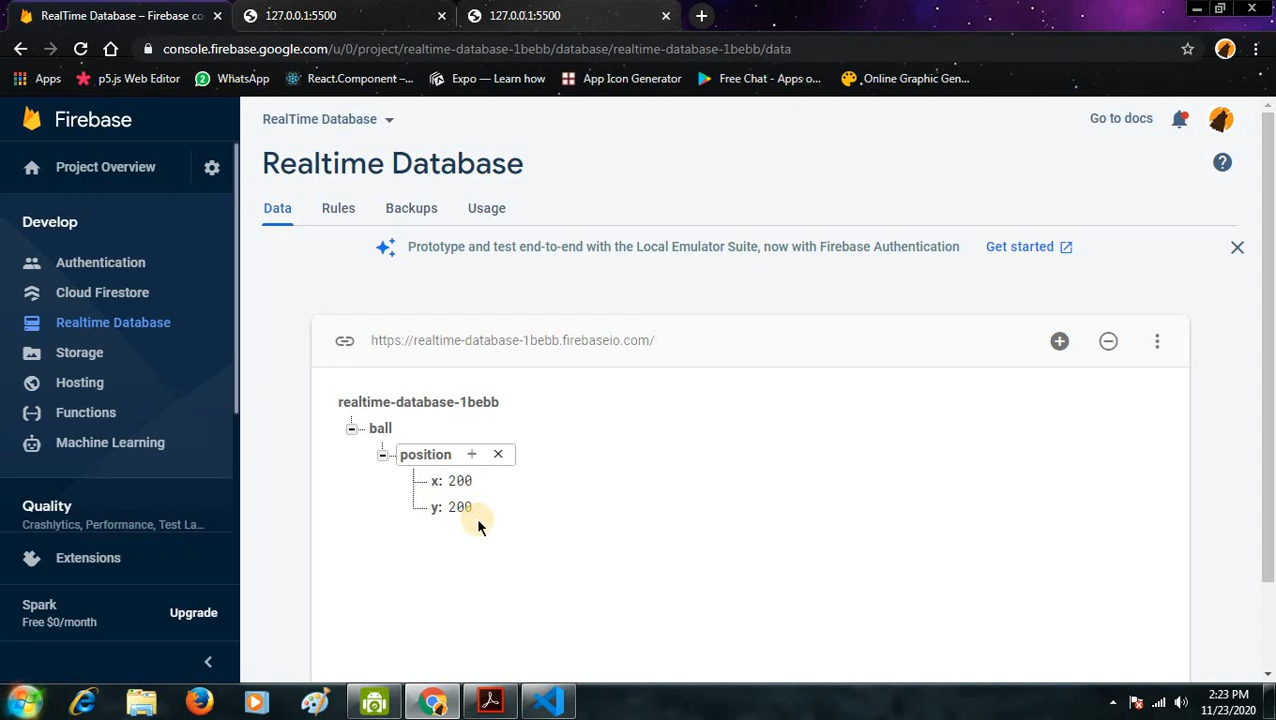 RealTime Database – Firebase co
127.0.0.1:5500
127.0.0.1:5500
console.firebase.google.com/u/0/project/realtime-database-1bebb/database/realtime-database-1bebb/data
Apps
p5.js Web Editor
WhatsApp
React.Component –...
Expo — Learn how
App Icon Generator
Free Chat - Apps o...
Online Graphic Gen...
Firebase
RealTime Database
Go to docs
Project Overview
Realtime Database
Data
Rules
Backups
Usage
Develop
Prototype and test end-to-end with the Local Emulator Suite, now with Firebase Authentication
Get started
Authentication
Cloud Firestore
Realtime Database
Storage
Hosting
Functions
Machine Learning
https://realtime-database-1bebb.firebaseio.com/
realtime-database-1bebb
ball
position
x: 200
y: 200
Quality
Crashlytics, Performance, Test La...
Extensions
Spark
Free $0/month
Upgrade
2:23 PM
11/23/2020